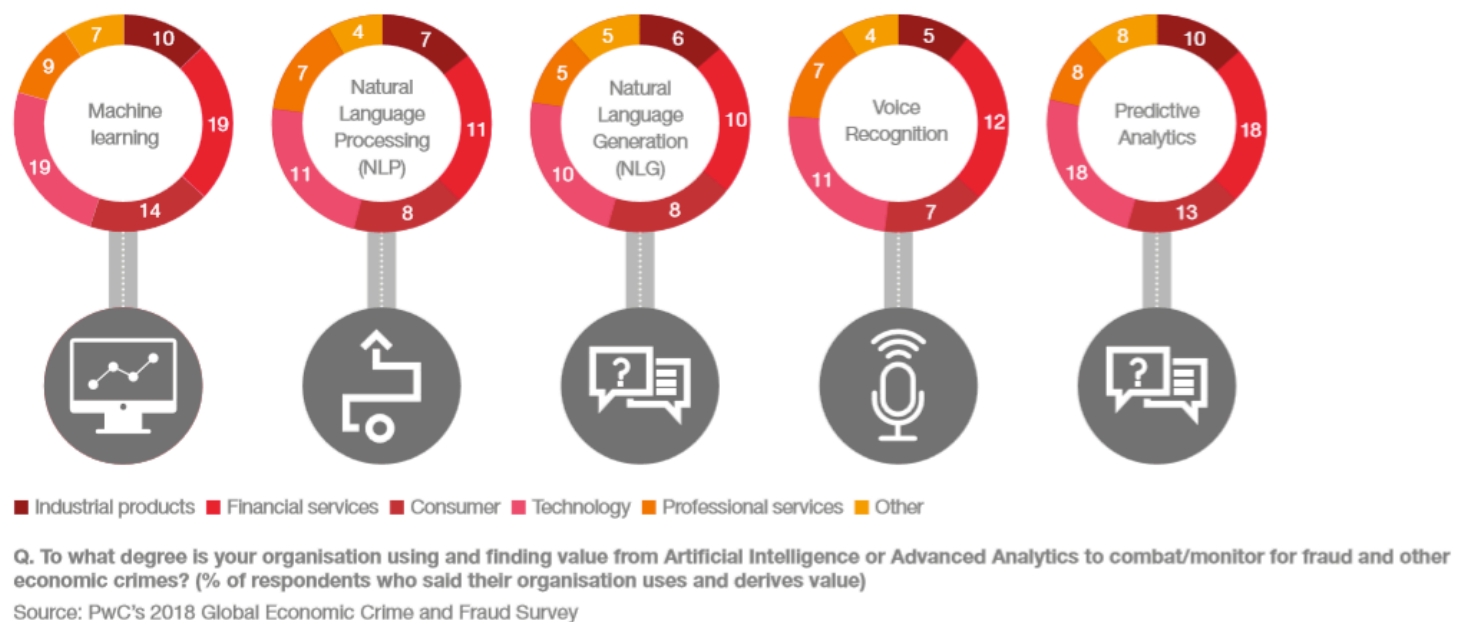 10
19
14
19
9
7
Machine
learning
7
11
8
11
7
4
Natural
Language
Processing
(NLP)
6
10
8
10
5
5
Natural
Language
Generation
(NLG)
5
12
7
11
7
4
Voice
Recognition
10
18
13
18
8
8
Predictive
Analytics
?
?
Industrial products Financial services Consumer Technology Professional services Other
Q. To what degree is your organisation using and finding value from Artificial Intelligence or Advanced Analytics to combat/monitor for fraud and other
economic crimes? (% of respondents who said their organisation uses and derives value)
Source: PwC's 2018 Global Economic Crime and Fraud Survey